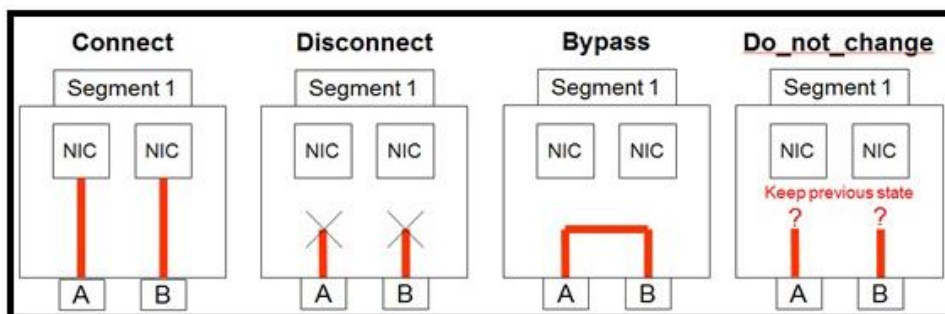 Connect
Segment 1
NIC NIC
A B
Disconnect
Segment 1
NIC NIC
A B
Bypass
Segment 1
NIC NIC
A B
Do_not_change
Segment 1
NIC NIC
Keep previous state
? ?
A B